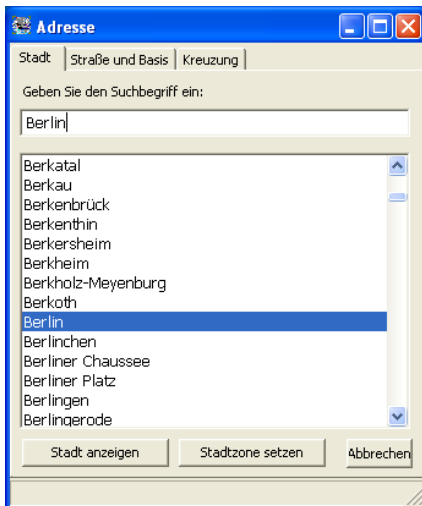 Adresse
Stadt Straße und Basis Kreuzung
Geben Sie den Suchbegriff ein:
Berlin
Berkatal
Berkau
Berkenbrück
Berkenthin
Berkersheim
Berkheim
Berkholz-Meyenburg
Berkoth
Berlin
Berlinchen
Berliner Chaussee
Berliner Platz
Berlingen
Berlingerode
Stadt anzeigen Stadtzone setzen Abbrechen